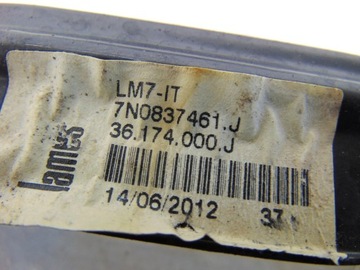 LM7-IT
7N0837461.J
36.174.000.J
lames
14/06/2012 37